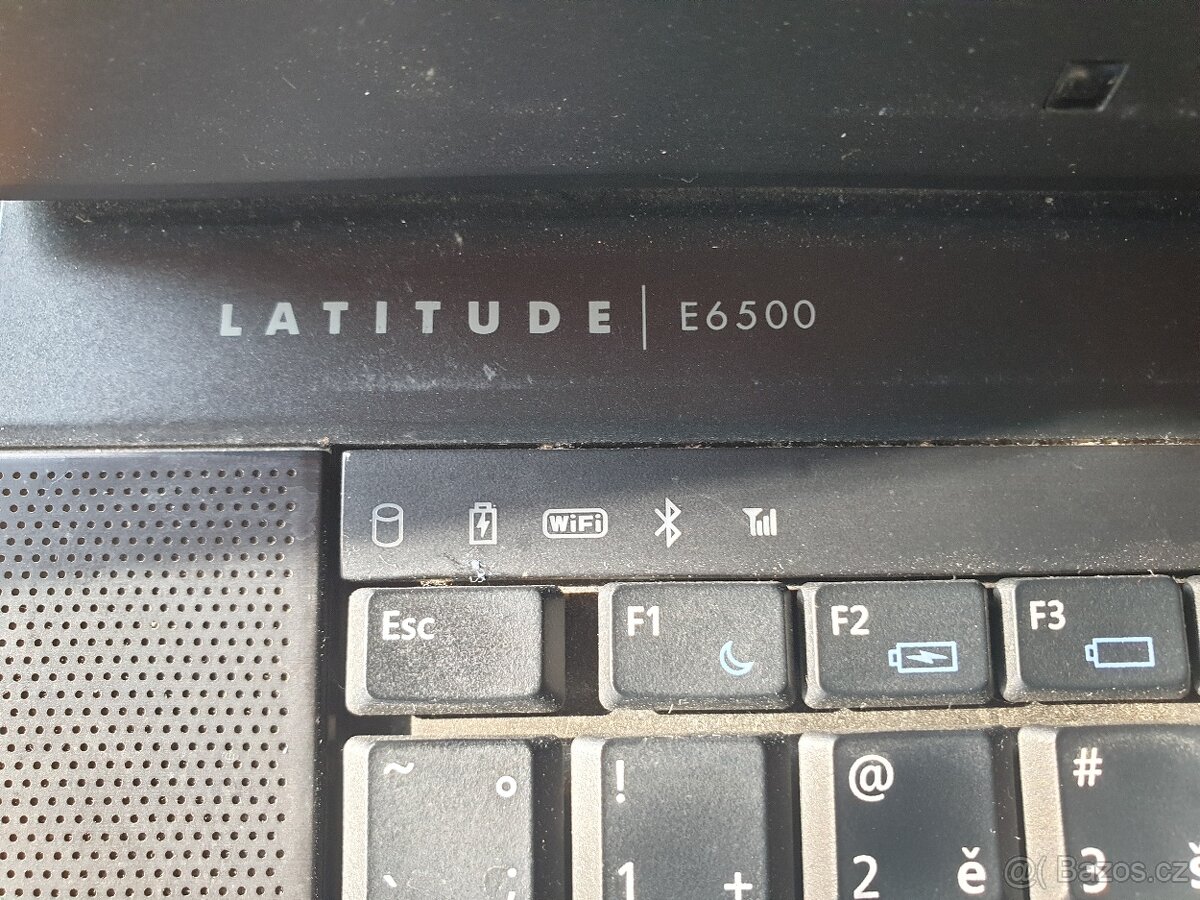 LATITUDE | E6500
WiFi
Esc F1 F2 F3
~ ° ! @ #
` ; 1 + 2 ě 3 š
@( Bazos.cz